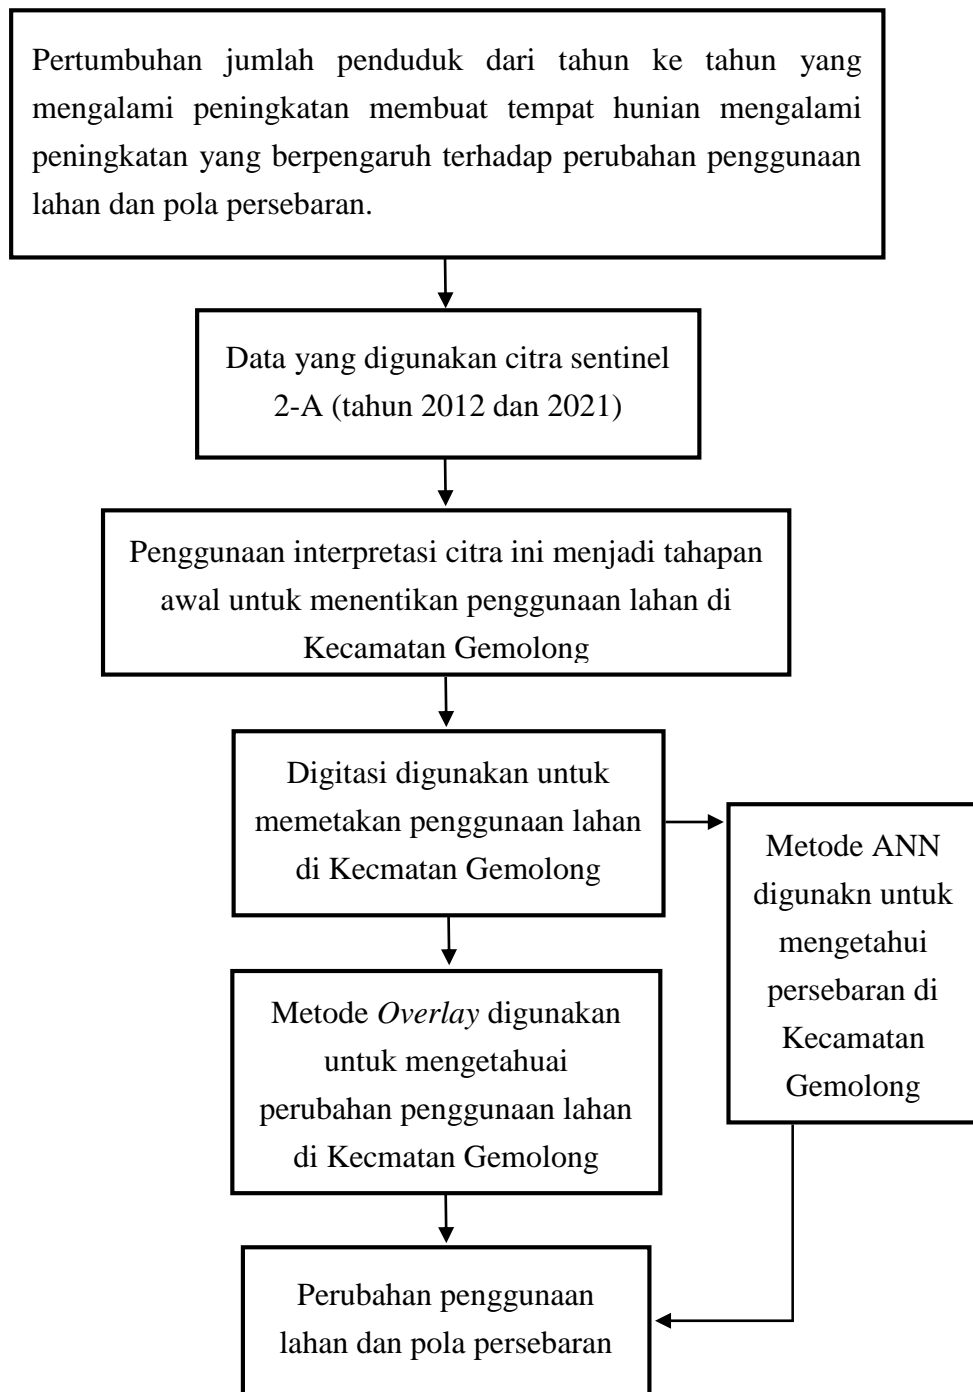 Pertumbuhan jumlah penduduk dari tahun ke tahun yang
mengalami peningkatan membuat tempat hunian mengalami
peningkatan yang berpengaruh terhadap perubahan penggunaan
lahan dan pola persebaran.
Data yang digunakan citra sentinel
2-A (tahun 2012 dan 2021)
Penggunaan interpretasi citra ini menjadi tahapan
awal untuk menentikan penggunaan lahan di
Kecamatan Gemolong
Digitasi digunakan untuk
memetakan penggunaan lahan
di Kecmatan Gemolong
Metode ANN
digunakn untuk
mengetahui
persebaran di
Kecamatan
Gemolong
Metode Overlay digunakan
untuk mengetahuai
perubahan penggunaan lahan
di Kecmatan Gemolong
Perubahan penggunaan
lahan dan pola persebaran